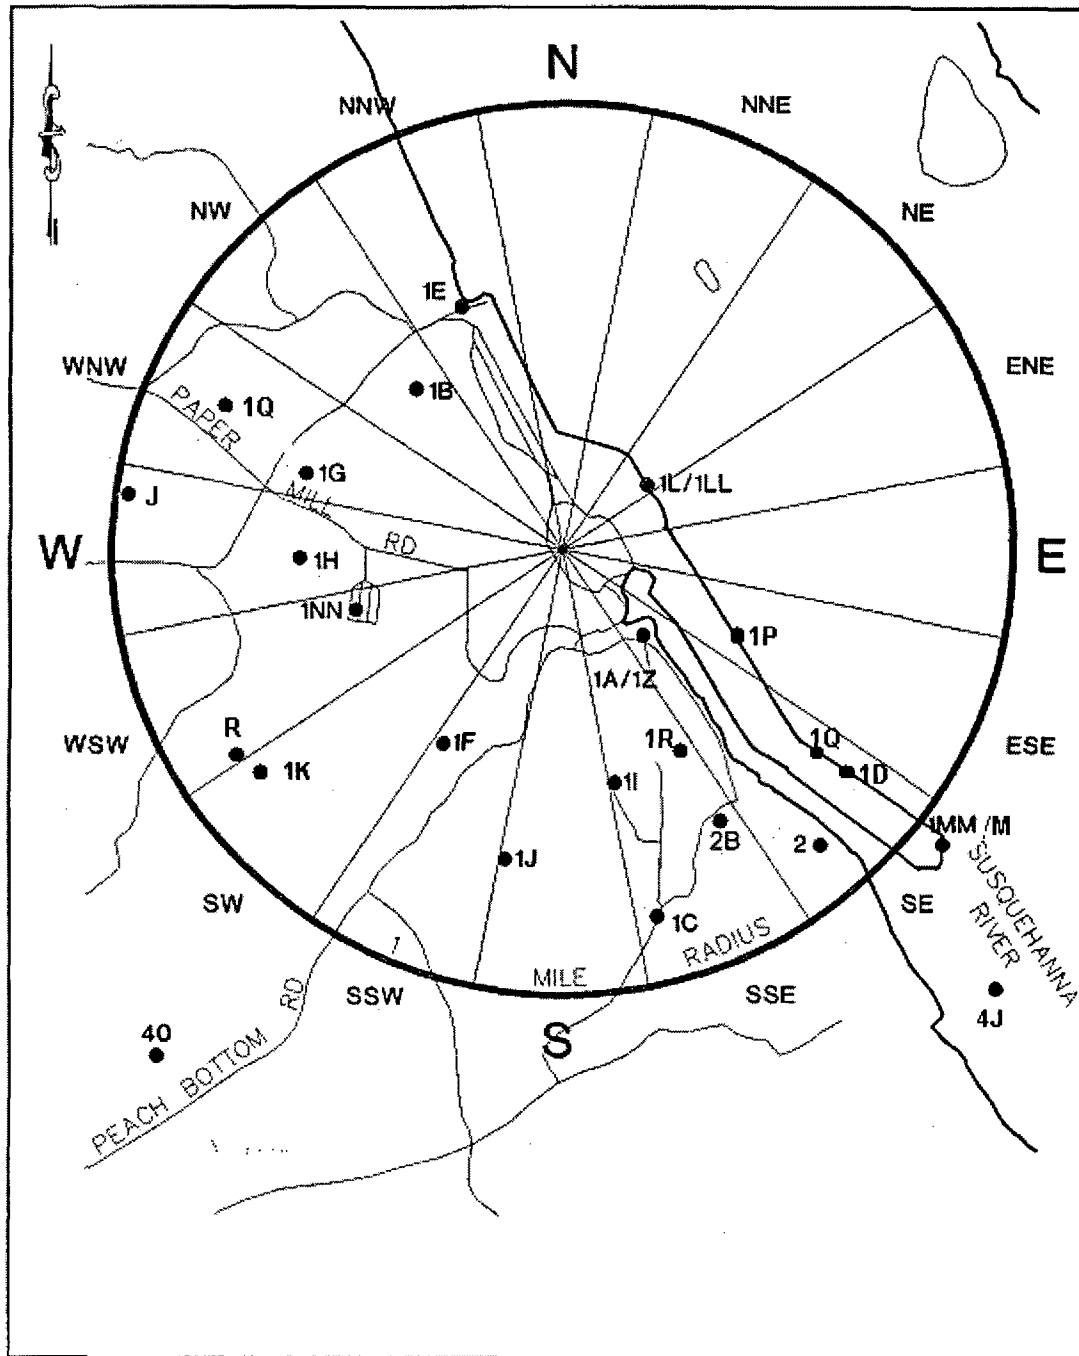 N
NNW
NNE
NW
NE
1E
WNW
ENE
1B
1Q
PAPER
1G
1L/1LL
J
MILL
W
RD
E
1H
1NN
1P
1A/1Z
R
WSW
1F
1R
1Q
ESE
1K
1D
1I
2B
1MM/M
1J
2
SW
SE
SUSQUEHANNA
RIVER
1C
RADIUS
MILE
1
RD
SSW
SSE
4J
S
4O
PEACH BOTTOM